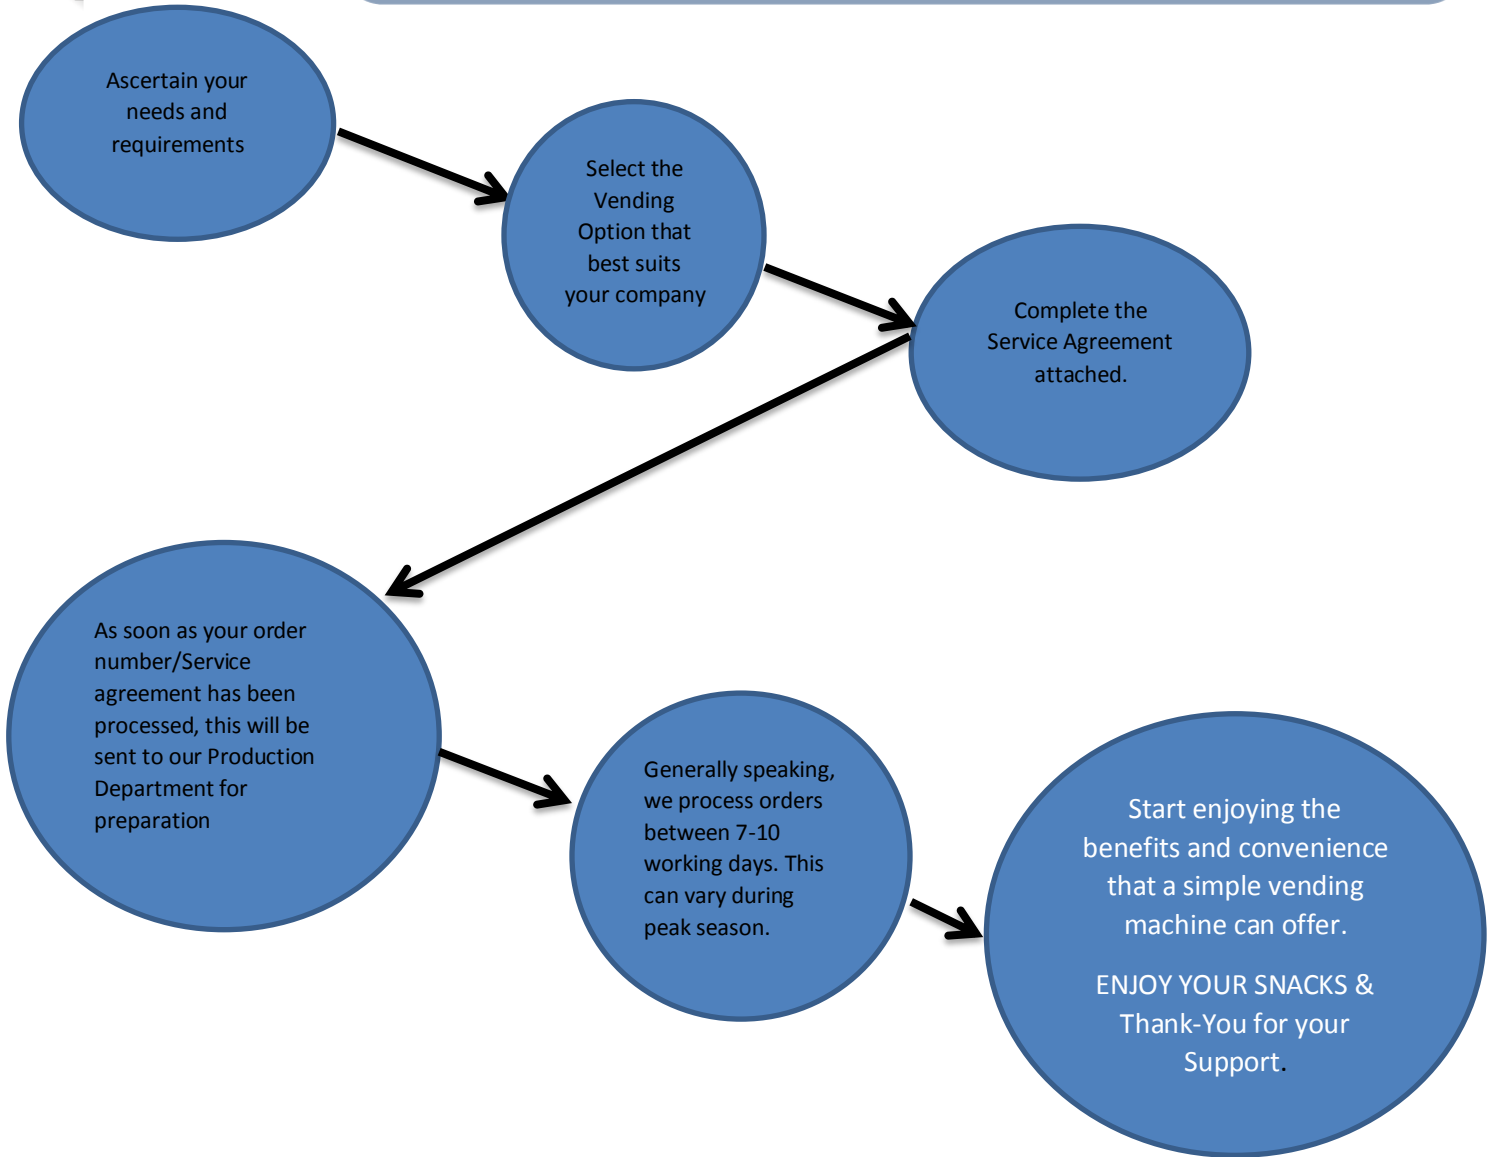 Ascertain your
needs and
requirements
Select the
Vending
Option that
best suits
your company
Complete the
Service Agreement
attached.
As soon as your order
number/Service
agreement has been
processed, this will be
sent to our Production
Department for
preparation
Generally speaking,
we process orders
between 7-10
working days. This
can vary during
peak season.
Start enjoying the
benefits and convenience
that a simple vending
machine can offer.
ENJOY YOUR SNACKS &
Thank-You for your
Support.